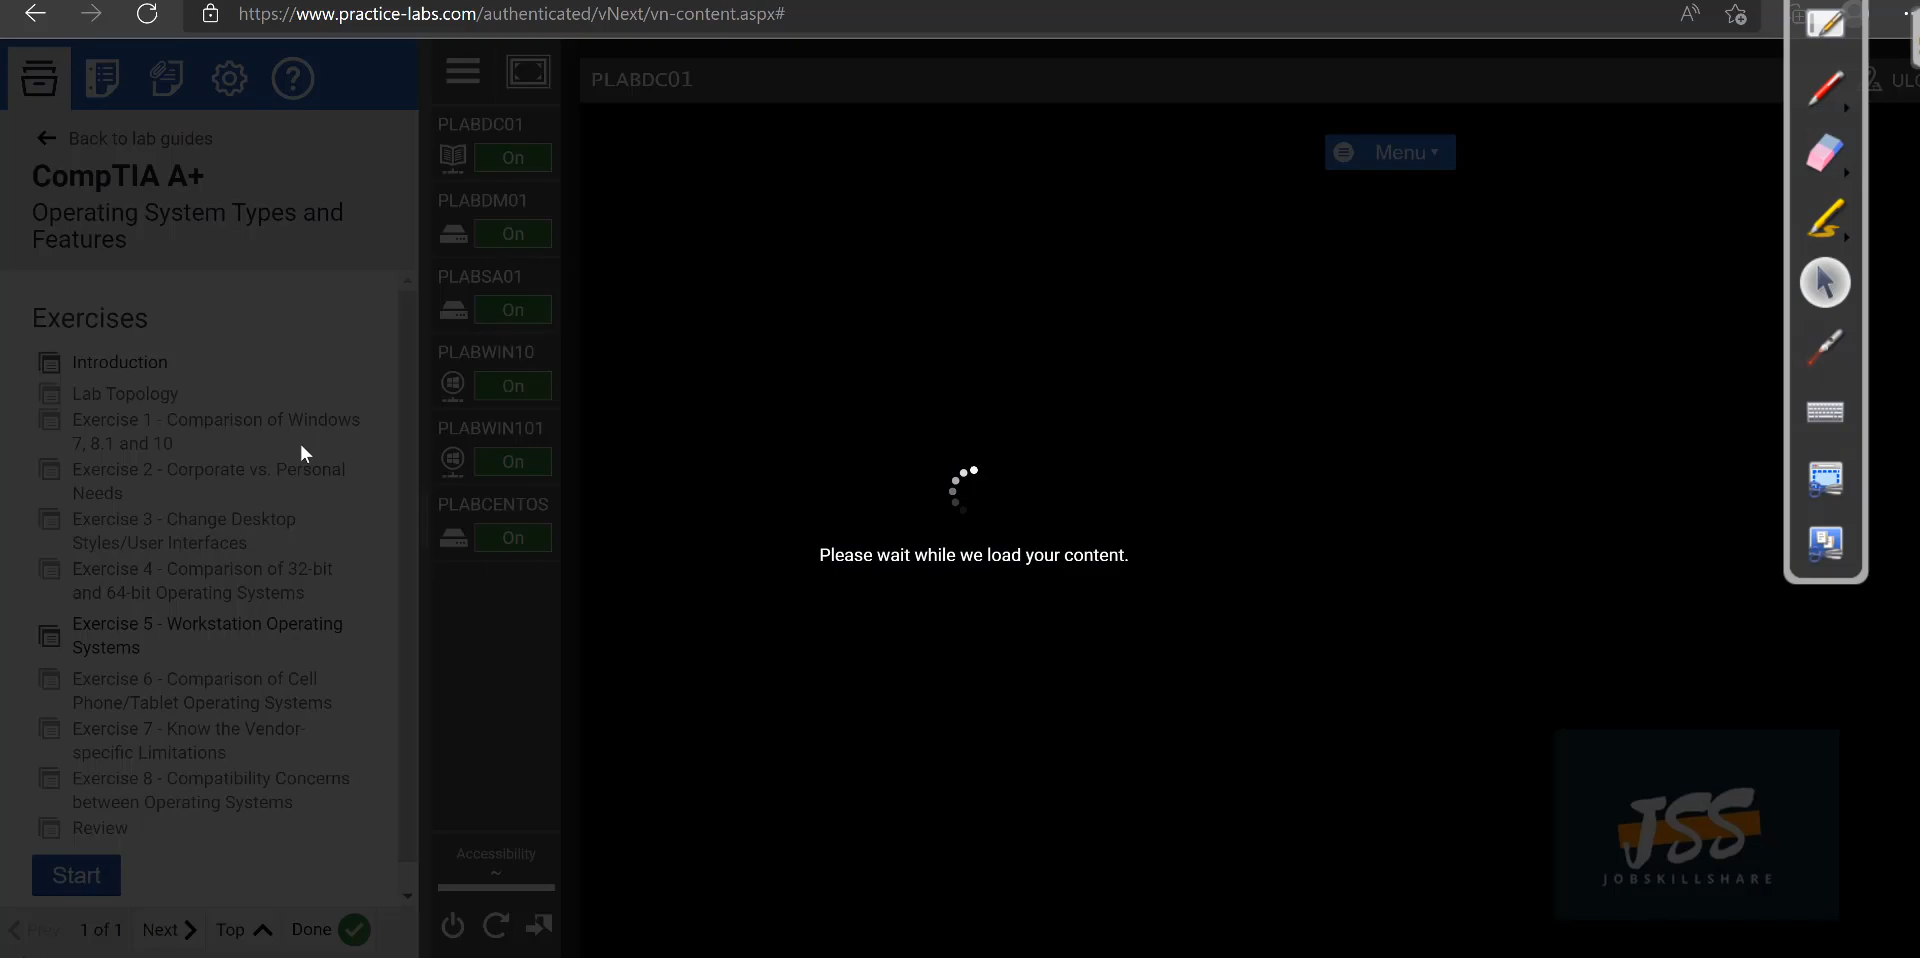 https://www.practice-labs.com/authenticated/vNext/vn-content.aspx#
Back to lab guides
CompTIA A+
Operating System Types and
Features
Exercises
Introduction
Lab Topology
Exercise 1 - Comparison of Windows
7, 8.1 and 10
Exercise 2 - Corporate vs. Personal
Needs
Exercise 3 - Change Desktop
Styles/User Interfaces
Exercise 4 - Comparison of 32-bit
and 64-bit Operating Systems
Exercise 5 - Workstation Operating
Systems
Exercise 6 - Comparison of Cell
Phone/Tablet Operating Systems
Exercise 7 - Know the Vendor-
specific Limitations
Exercise 8 - Compatibility Concerns
between Operating Systems
Review
Start
Prev 1 of 1 Next Top Done
PLABDC01
On
PLABDM01
On
PLABSA01
On
PLABWIN10
On
PLABWIN101
On
PLABCENTOS
On
Accessibility
~
PLABDC01
Menu
Please wait while we load your content.
JSS
JOBSKILLSHARE